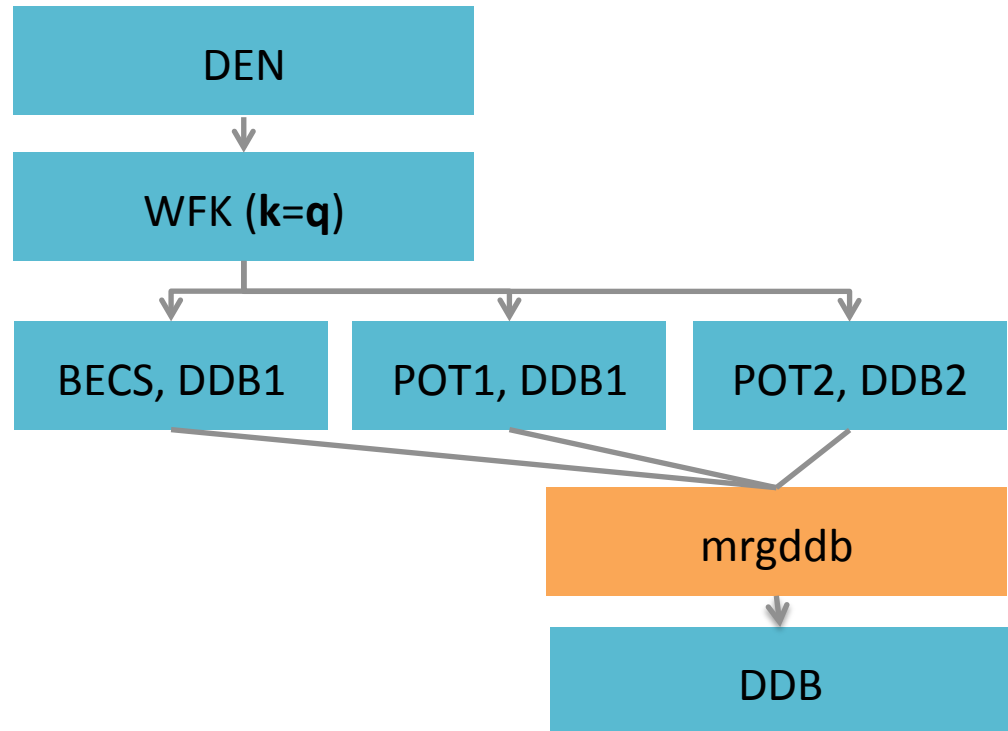 DEN
WFK (k=q)
BECS, DDB1
POT1, DDB1
POT2, DDB2
mrgddb
DDB